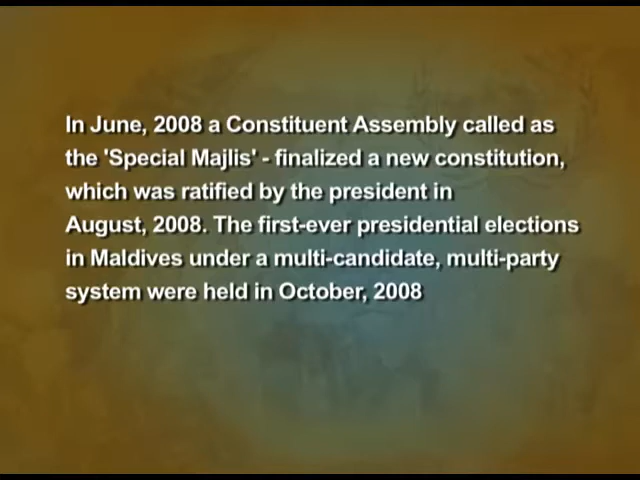 In June, 2008 a Constituent Assembly called as
the 'Special Majlis' - finalized a new constitution,
which was ratified by the president in
August, 2008. The first-ever presidential elections
in Maldives under a multi-candidate, multi-party
system were held in October, 2008